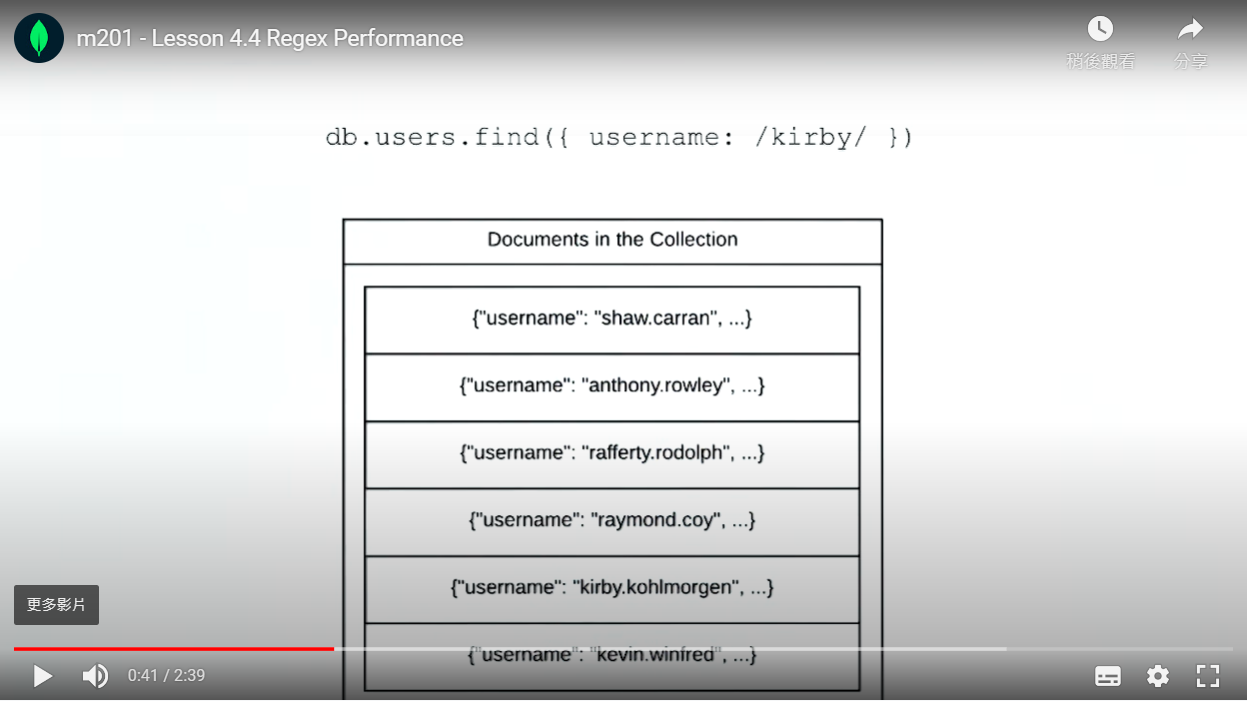 m201 - Lesson 4.4 Regex Performance
稍後觀看
分享
db.users.find({ username: /kirby/ })
Documents in the Collection
{"username": "shaw.carran", ...}
{"username": "anthony.rowley", ...}
{"username": "rafferty.rodolph", ...}
{"username": "raymond.coy", ...}
{"username": "kirby.kohlmorgen", ...}
{"username": "kevin.winfred", ...}
更多影片
0:41 / 2:39